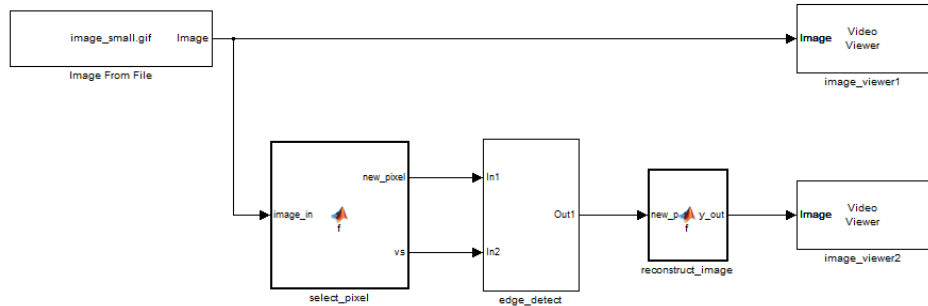 image_small.gif
Image
Image From File
Image
Video
Viewer
image_viewer1
image_in
f
new_pixel
vs
select_pixel
In1
In2
Out1
edge_detect
new_p
y_out
f
reconstruct_image
Image
Video
Viewer
image_viewer2